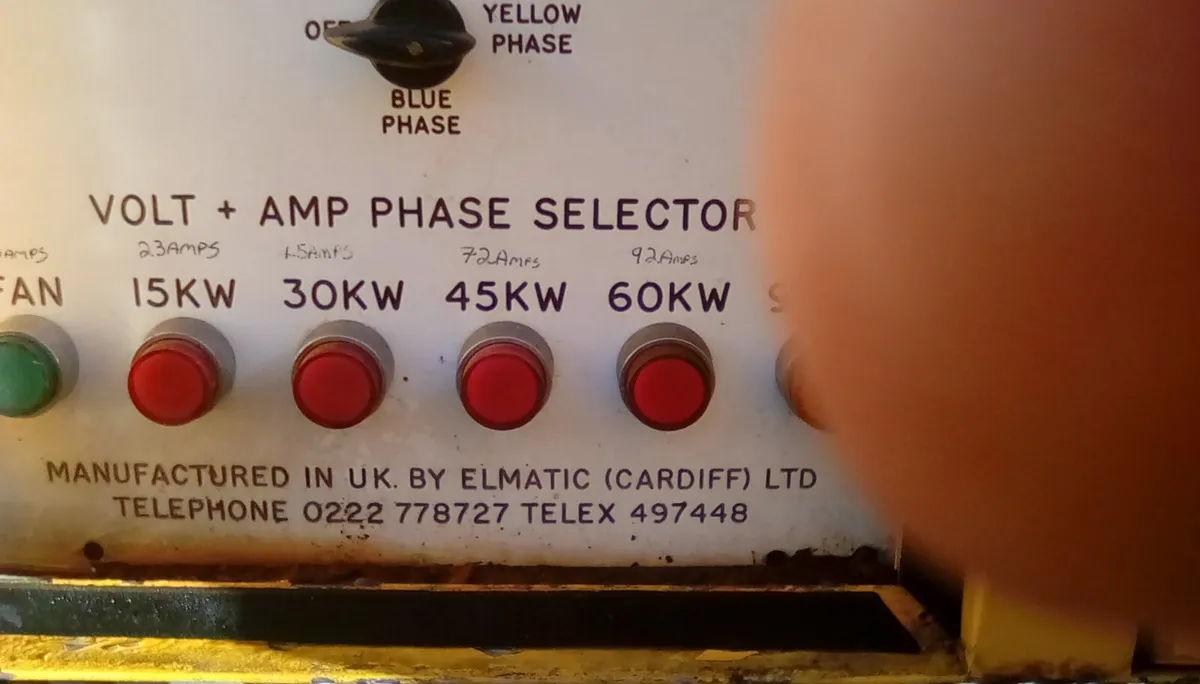 YELLOW
PHASE
BLUE
PHASE
VOLT + AMP PHASE SELECTOR
AMPS 23AMPS 72AMPS 92AMPS
FAN 15KW 30KW 45KW 60KW
MANUFACTURED IN UK. BY ELMATIC (CARDIFF) LTD
TELEPHONE 0222 778727 TELEX 497448